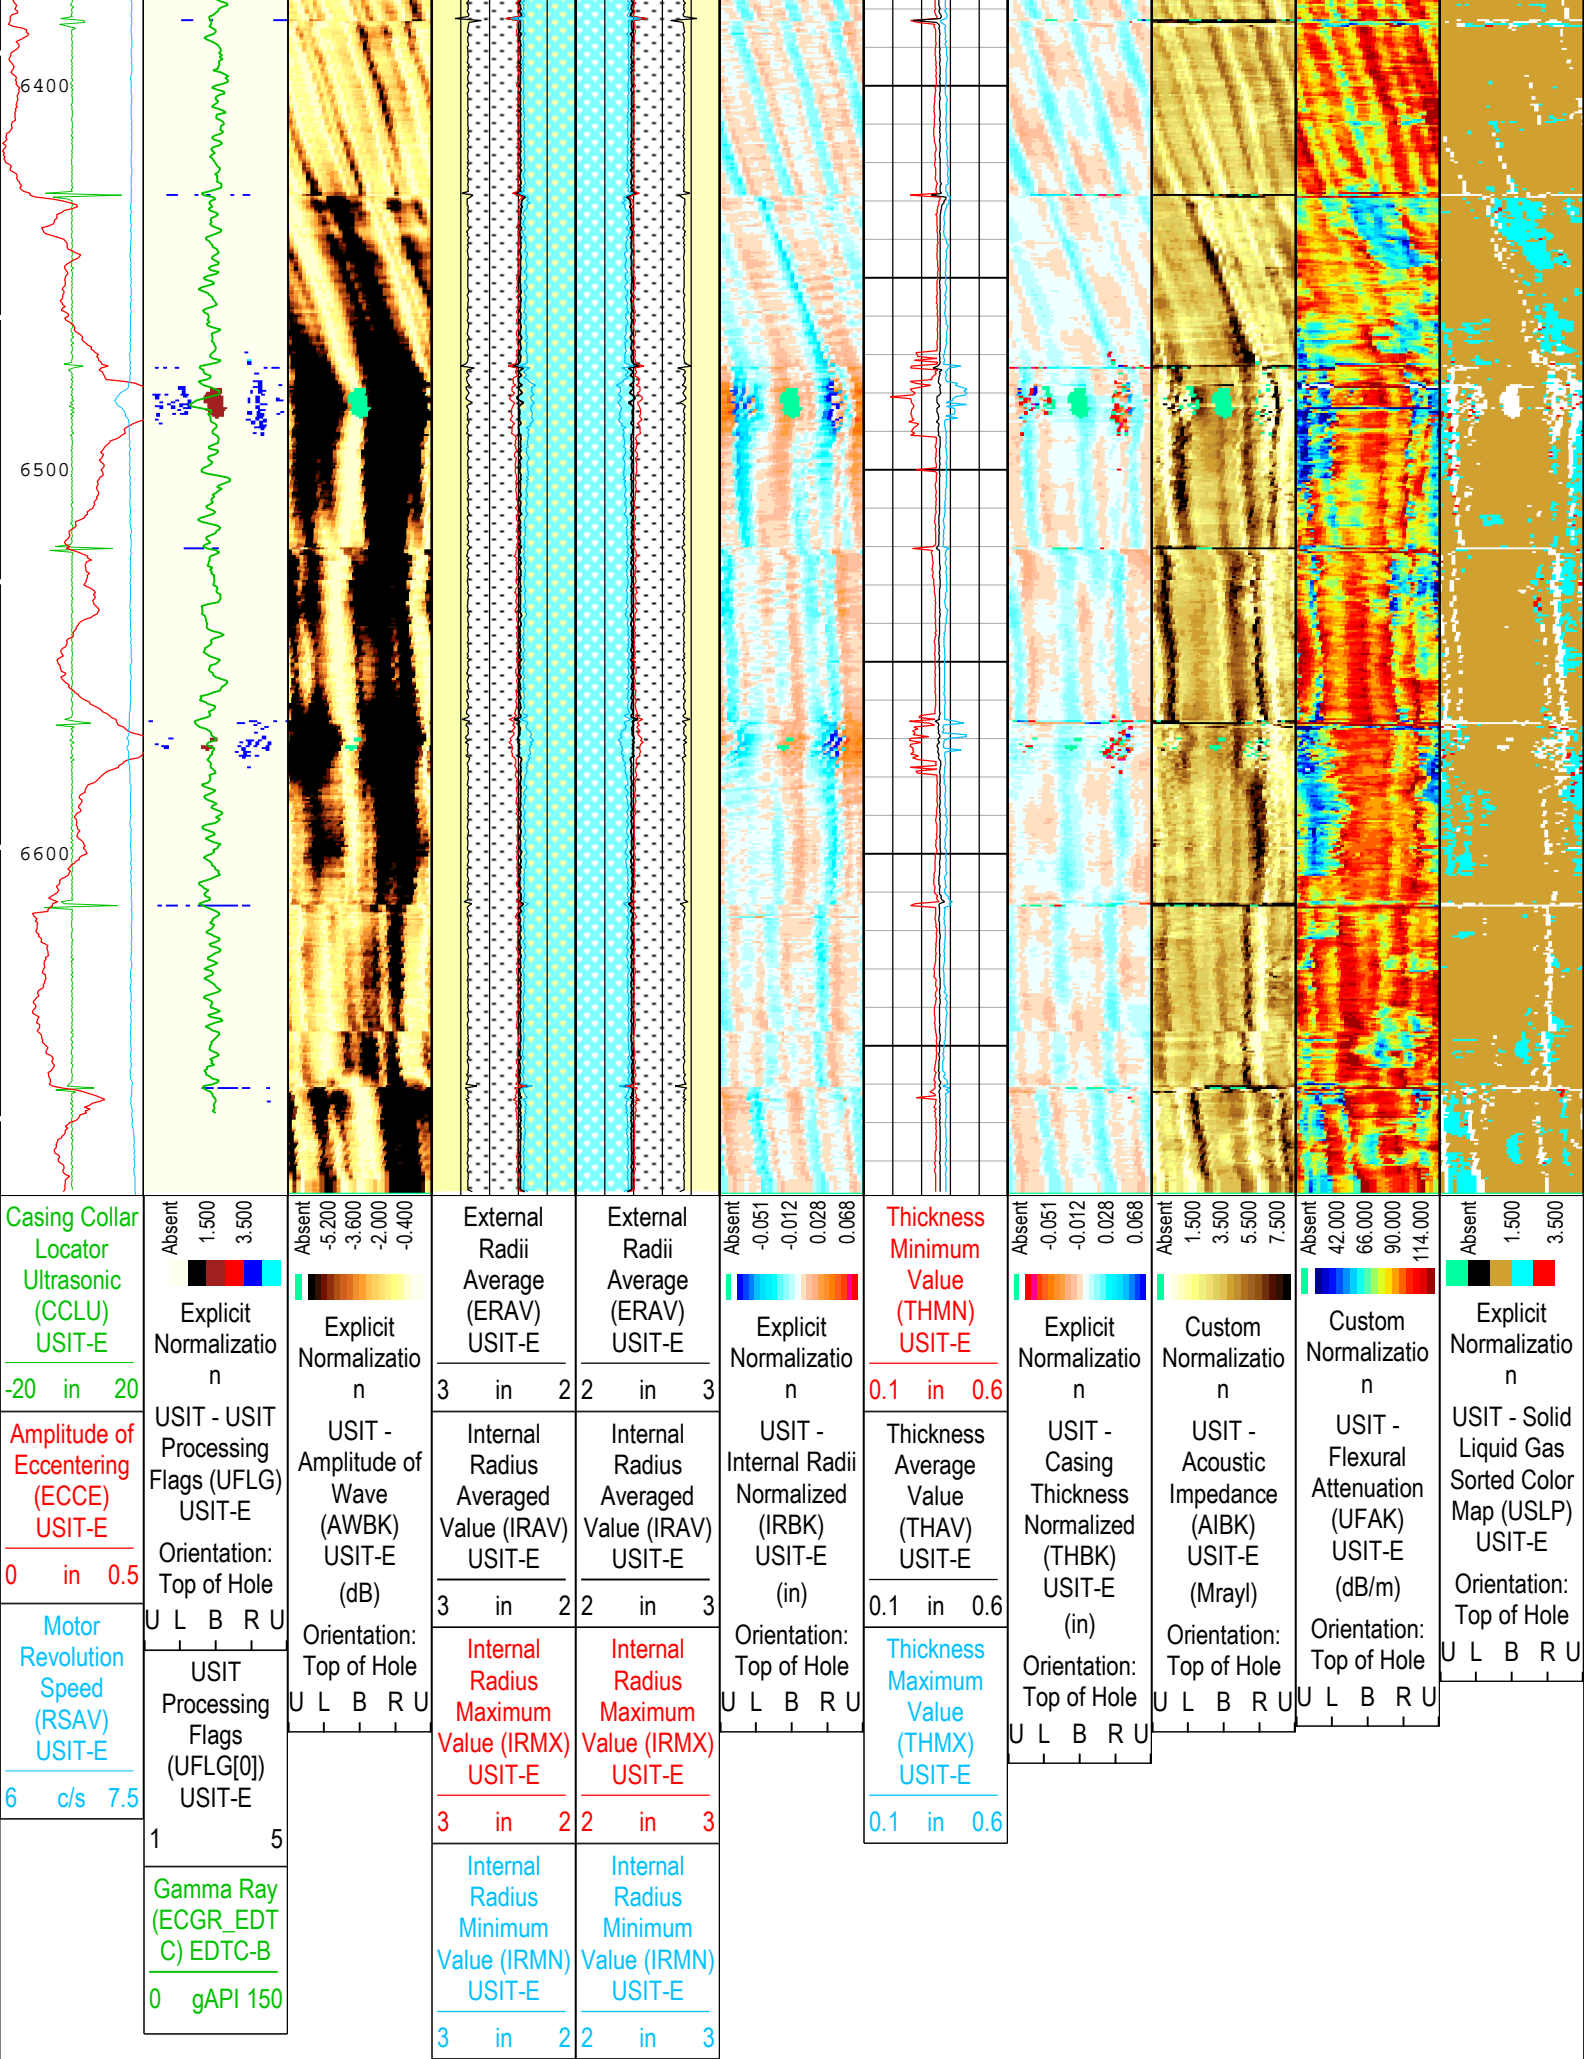 6400
6500
6600
Casing Collar
Locator
Ultrasonic
(CCLU)
USIT-E
-20 in 20
Amplitude of
Eccentering
(ECCE)
USIT-E
0 in 0.5
Motor
Revolution
Speed
(RSAV)
USIT-E
6 c/s 7.5
Absent
1.500
3.500
Explicit
Normalizatio
n
USIT - USIT
Processing
Flags (UFLG)
USIT-E
Orientation:
Top of Hole
U L B R U
USIT
Processing
Flags
(UFLG[0])
USIT-E
1 5
Gamma Ray
(ECGR_EDT
C) EDTC-B
0 gAPI 150
Absent
-5.200
-3.600
-2.000
-0.400
Explicit
Normalizatio
n
USIT -
Amplitude of
Wave
(AWBK)
USIT-E
(dB)
Orientation:
Top of Hole
U L B R U
External
Radii
Average
(ERAV)
USIT-E
3 in 2
Internal
Radius
Averaged
Value (IRAV)
USIT-E
3 in 2
Internal
Radius
Maximum
Value (IRMX)
USIT-E
3 in 2
Internal
Radius
Minimum
Value (IRMN)
USIT-E
3 in 2
External
Radii
Average
(ERAV)
USIT-E
2 in 3
Internal
Radius
Averaged
Value (IRAV)
USIT-E
2 in 3
Internal
Radius
Maximum
Value (IRMX)
USIT-E
2 in 3
Internal
Radius
Minimum
Value (IRMN)
USIT-E
2 in 3
Absent
-0.051
-0.012
0.028
0.068
Explicit
Normalizatio
n
USIT -
Internal Radii
Normalized
(IRBK)
USIT-E
(in)
Orientation:
Top of Hole
U L B R U
Thickness
Minimum
Value
(THMN)
USIT-E
0.1 in 0.6
Thickness
Average
Value
(THAV)
USIT-E
0.1 in 0.6
Thickness
Maximum
Value
(THMX)
USIT-E
0.1 in 0.6
Absent
-0.051
-0.012
0.028
0.068
Explicit
Normalizatio
n
USIT -
Casing
Thickness
Normalized
(THBK)
USIT-E
(in)
Orientation:
Top of Hole
U L B R U
Absent
1.500
3.500
5.500
7.500
Custom
Normalizatio
n
USIT -
Acoustic
Impedance
(AIBK)
USIT-E
(Mrayl)
Orientation:
Top of Hole
U L B R U
Absent
42.000
66.000
90.000
114.000
Custom
Normalizatio
n
USIT -
Flexural
Attenuation
(UFAK)
USIT-E
(dB/m)
Orientation:
Top of Hole
U L B R U
Absent
1.500
3.500
Explicit
Normalizatio
n
USIT - Solid
Liquid Gas
Sorted Color
Map (USLP)
USIT-E
Orientation:
Top of Hole
U L B R U